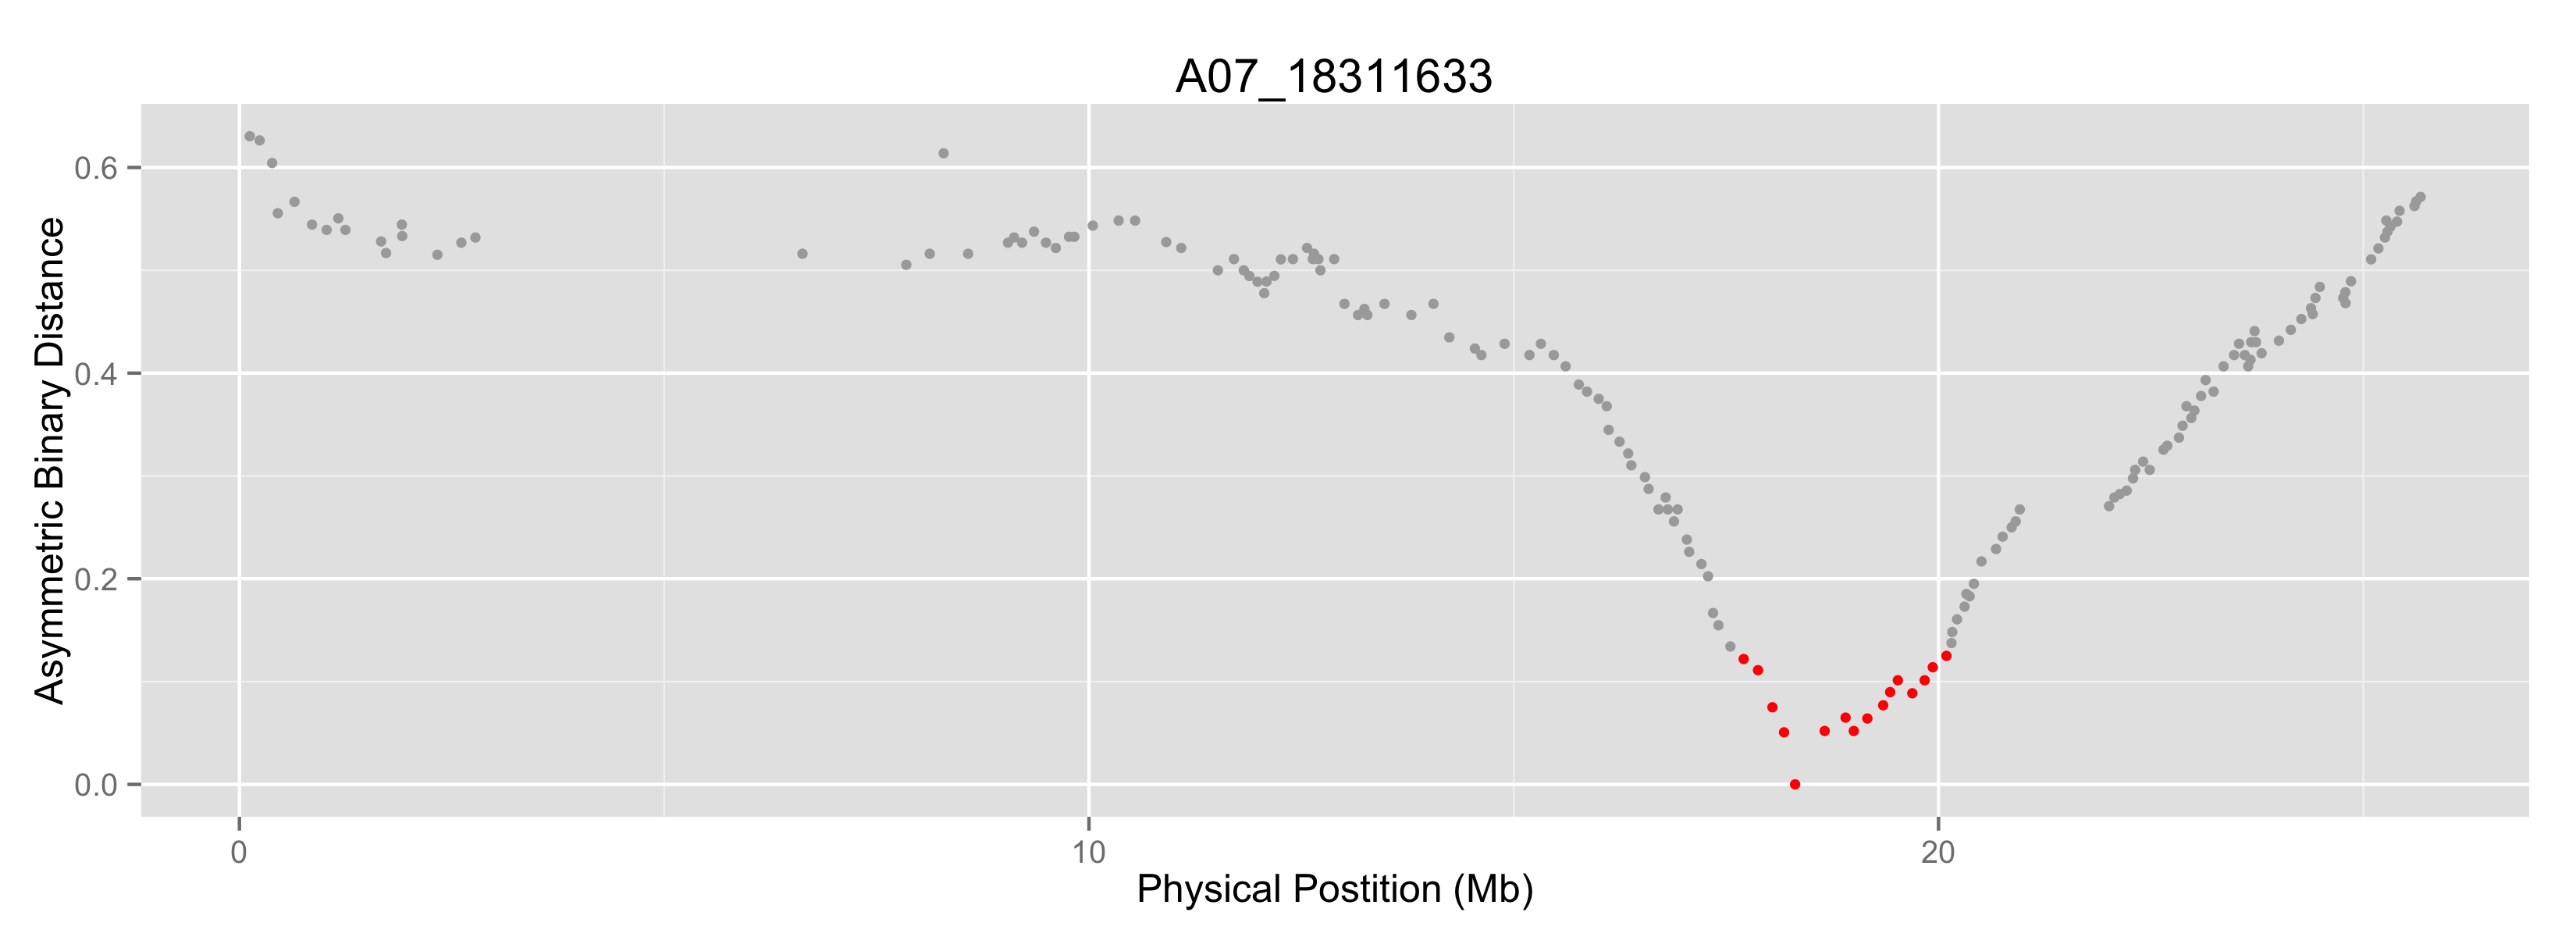 A07_18311633
Asymmetric Binary Distance
0.6
0.4
0.2
0.0
0
10
20
Physical Postition (Mb)